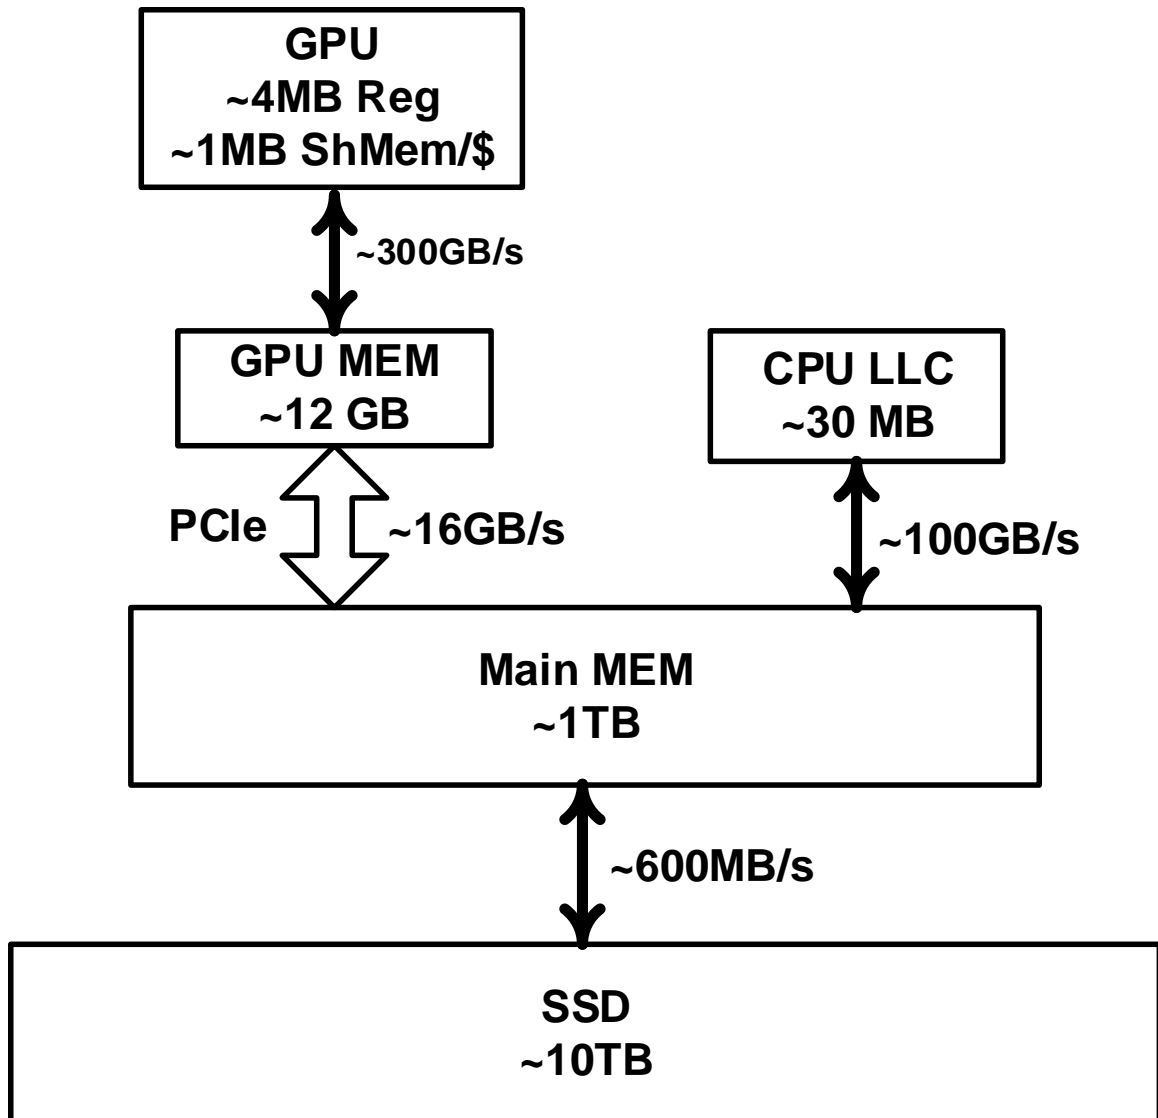 GPU
~4MB Reg
~1MB ShMem/$
~300GB/s
GPU MEM
~12 GB
CPU LLC
~30 MB
PCIe
~16GB/s
~100GB/s
Main MEM
~1TB
~600MB/s
SSD
~10TB